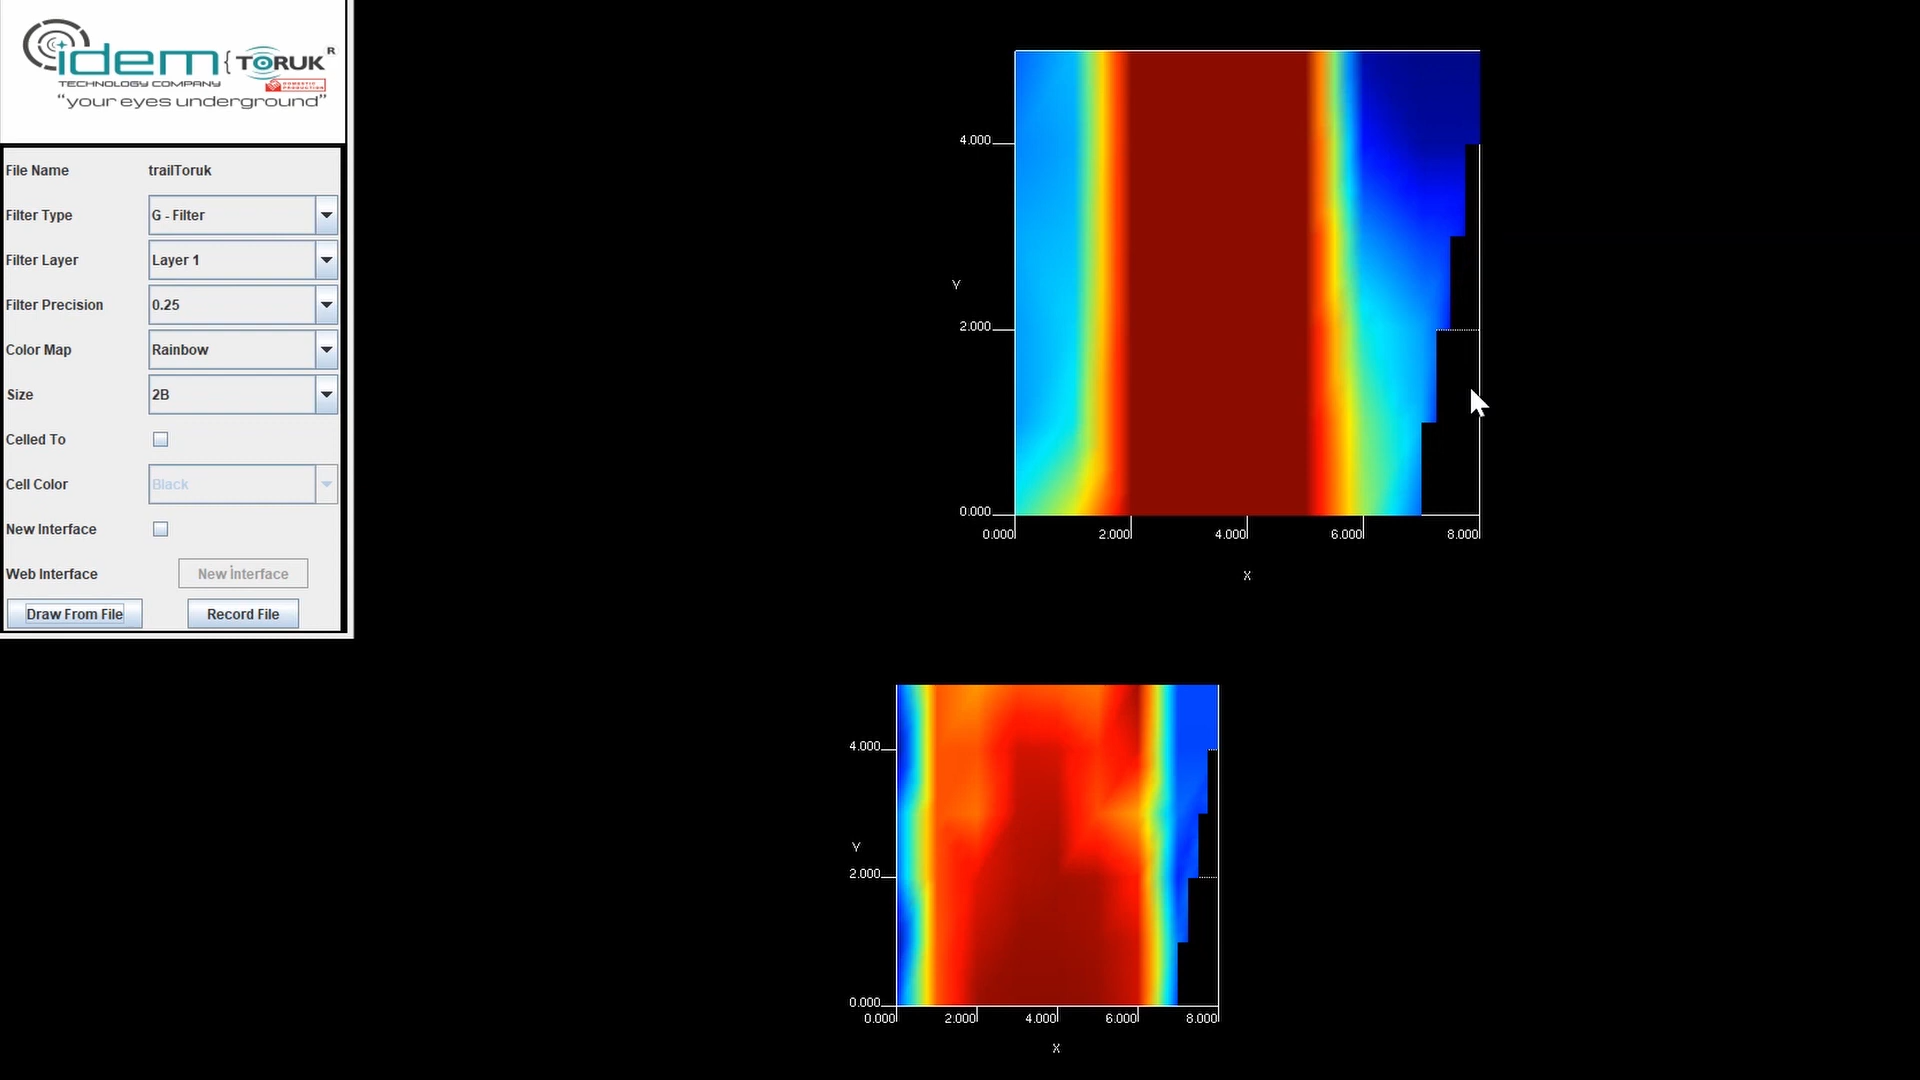 idem { TORUK R
TECHNOLOGY COMPANY DOMESTIC PRODUCTION
"your eyes underground"
File Name trailToruk
Filter Type G - Filter
Filter Layer Layer 1
Filter Precision 0.25
Color Map Rainbow
Size 2B
Celled To
Cell Color Black
New Interface
Web Interface New İnterface
Draw From File Record File
4.000
Y
2.000
0.000
0.000 2.000 4.000 6.000 8.000
X
4.000
Y
2.000
0.000
0.000 2.000 4.000 6.000 8.000
X